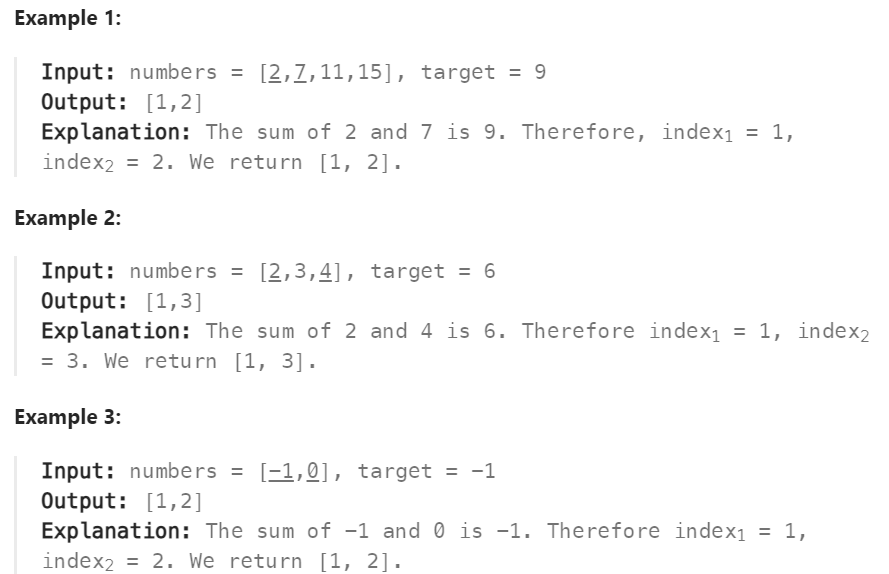 Example 1:
Input: numbers = [2,7,11,15], target = 9
Output: [1,2]
Explanation: The sum of 2 and 7 is 9. Therefore, index₁ = 1,
index₂ = 2. We return [1, 2].
Example 2:
Input: numbers = [2,3,4], target = 6
Output: [1,3]
Explanation: The sum of 2 and 4 is 6. Therefore index₁ = 1, index₂
= 3. We return [1, 3].
Example 3:
Input: numbers = [−1,0], target = −1
Output: [1,2]
Explanation: The sum of −1 and 0 is −1. Therefore index₁ = 1,
index₂ = 2. We return [1, 2].